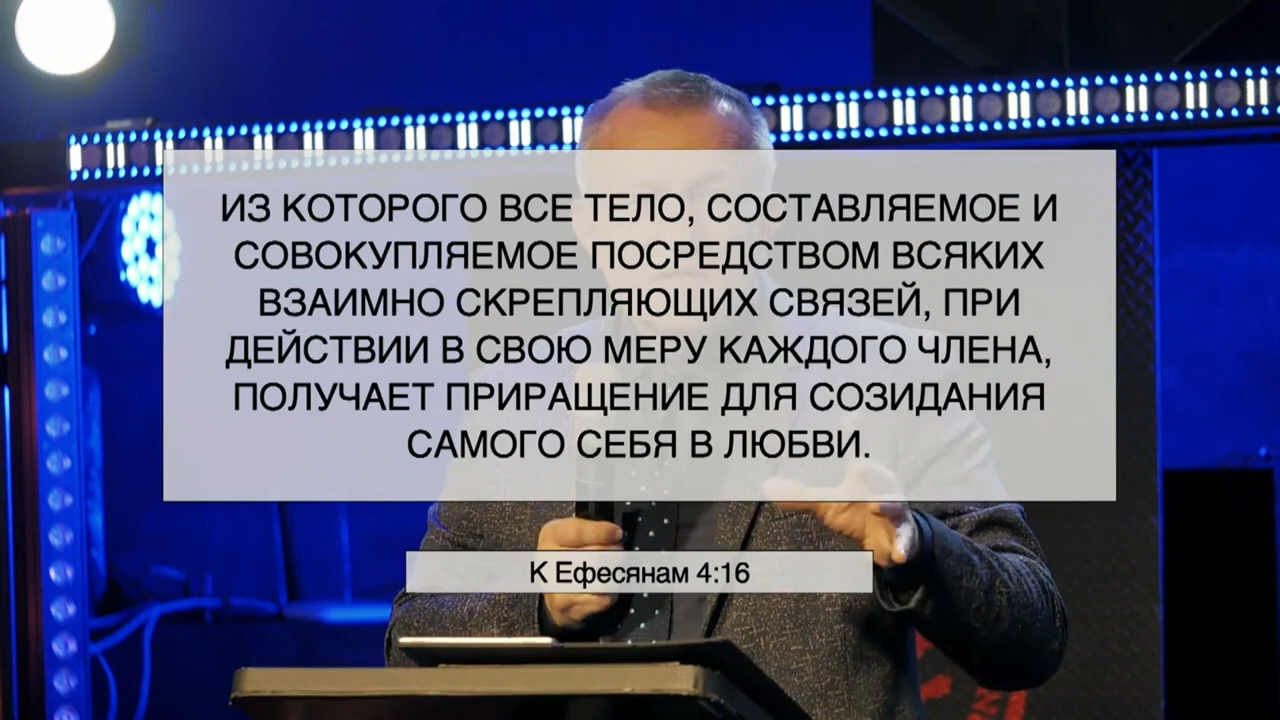 ИЗ КОТОРОГО ВСЕ ТЕЛО, СОСТАВЛЯЕМОЕ И
СОВОКУПЛЯЕМОЕ ПОСРЕДСТВОМ ВСЯКИХ
ВЗАИМНО СКРЕПЛЯЮЩИХ СВЯЗЕЙ, ПРИ
ДЕЙСТВИИ В СВОЮ МЕРУ КАЖДОГО ЧЛЕНА,
ПОЛУЧАЕТ ПРИРАЩЕНИЕ ДЛЯ СОЗИДАНИЯ
САМОГО СЕБЯ В ЛЮБВИ.
К Ефесянам 4:16